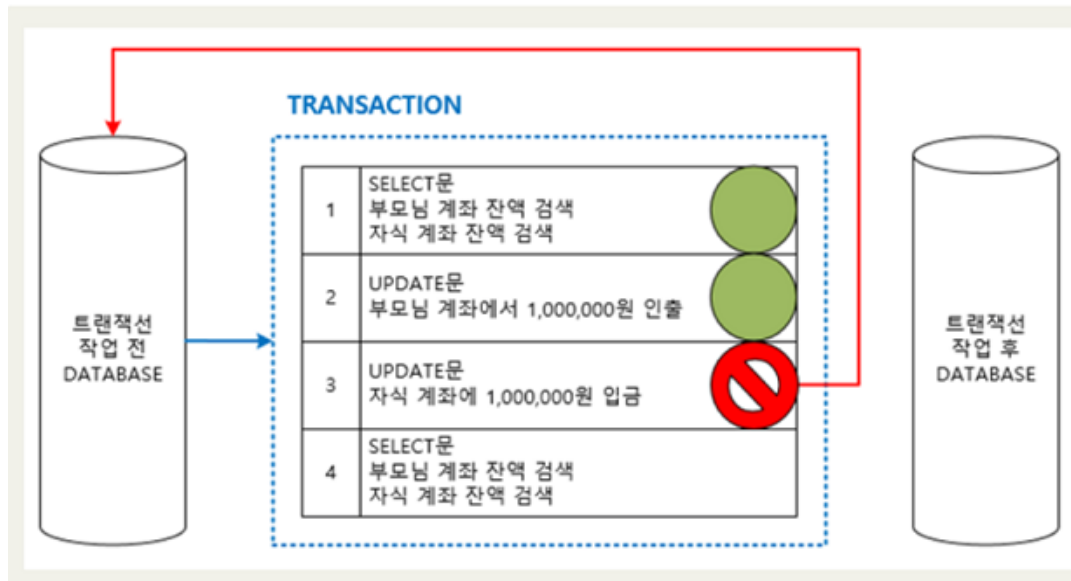 TRANSACTION
트랜잭션
작업 전
DATABASE
1
SELECT문
부모님 계좌 잔액 검색
자식 계좌 잔액 검색
2
UPDATE문
부모님 계좌에서 1,000,000원 인출
3
UPDATE문
자식 계좌에 1,000,000원 입금
4
SELECT문
부모님 계좌 잔액 검색
자식 계좌 잔액 검색
트랜잭션
작업 후
DATABASE